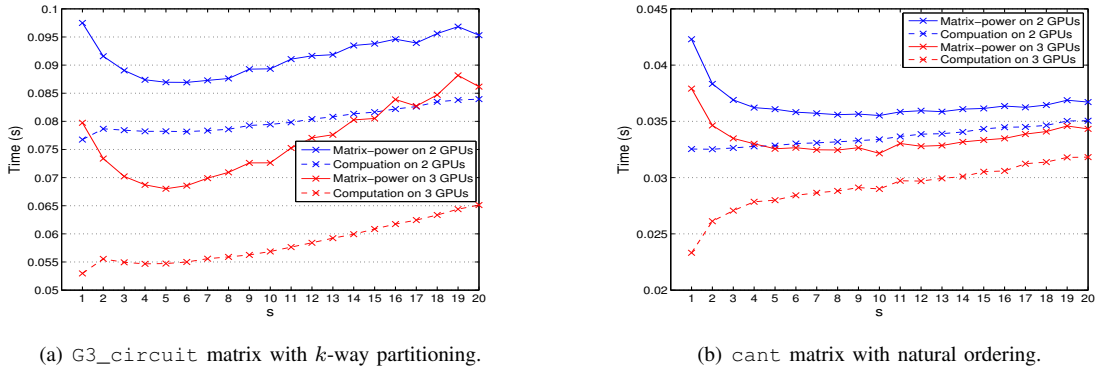 0.1
0.095
0.09
0.085
0.08
0.075
0.07
0.065
0.06
0.055
0.05
Time (s)
Matrix-power on 2 GPUs
Compuation on 2 GPUs
Matrix-power on 3 GPUs
Computation on 3 GPUs
1 2 3 4 5 6 7 8 9 10 11 12 13 14 15 16 17 18 19 20
s
(a) G3_circuit matrix with k-way partitioning.
0.045
0.04
0.035
0.03
0.025
0.02
Time (s)
Matrix-power on 2 GPUs
Compuation on 2 GPUs
Matrix-power on 3 GPUs
Computation on 3 GPUs
1 2 3 4 5 6 7 8 9 10 11 12 13 14 15 16 17 18 19 20
s
(b) cant matrix with natural ordering.